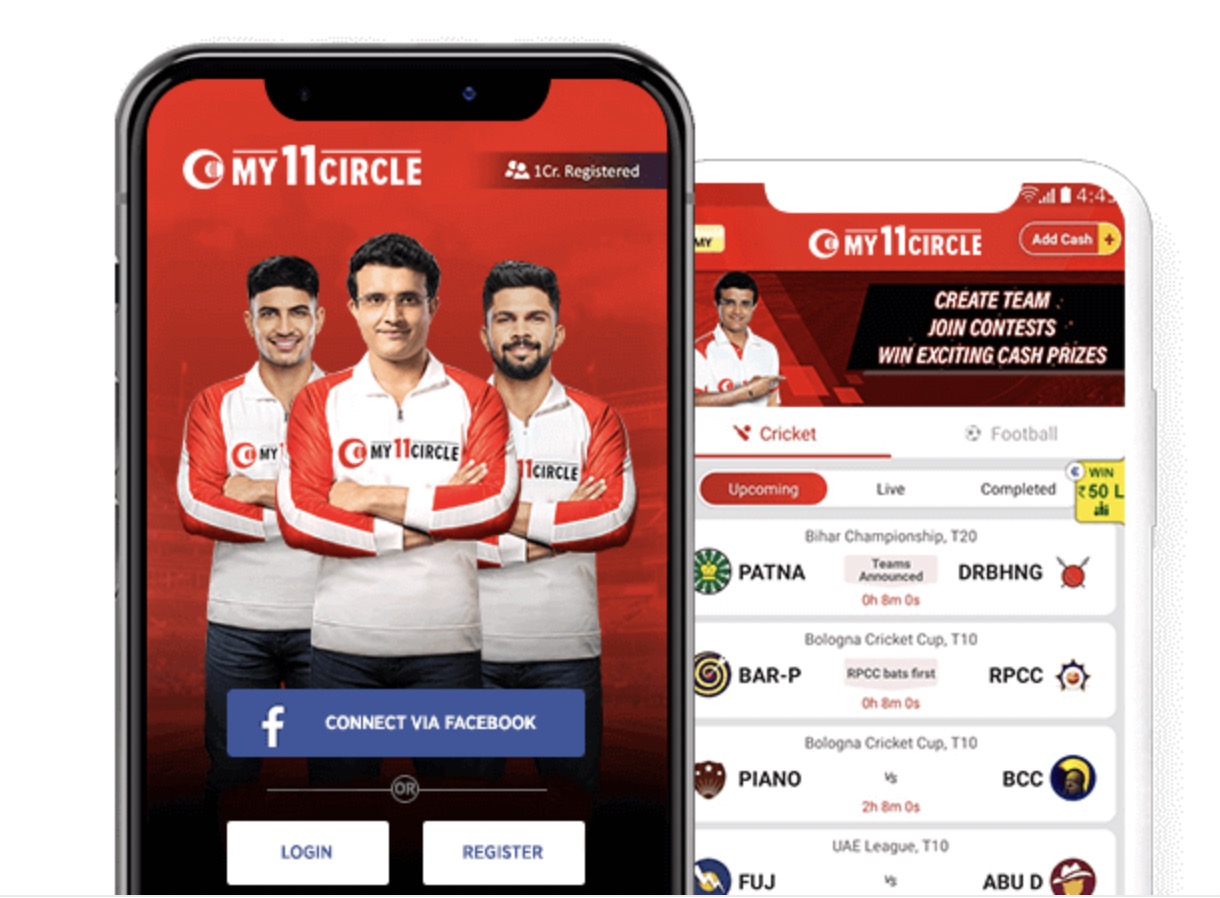 MY11CIRCLE
1Cr. Registered
MY
MY11CIRCLE
11CIRCLE
CONNECT VIA FACEBOOK
OR
LOGIN
REGISTER
4:45
MY
MY11CIRCLE
Add Cash +
CREATE TEAM
JOIN CONTESTS
WIN EXCITING CASH PRIZES
Cricket
Football
Upcoming
Live
Completed
WIN
₹50 L
Bihar Championship, T20
PATNA
Teams
Announced
DRBHNG
0h 8m 0s
Bologna Cricket Cup, T10
BAR-P
RPCC bats first
RPCC
0h 8m 0s
Bologna Cricket Cup, T10
PIANO
Vs
BCC
2h 8m 0s
UAE League, T10
FUJ
Vs
ABU D